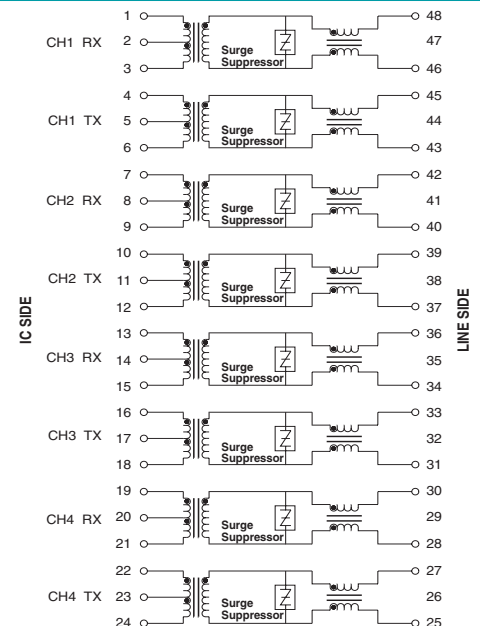 1 48
CH1 RX 2 47
3 Surge Suppressor 46
4 45
CH1 TX 5 44
6 Surge Suppressor 43
7 42
CH2 RX 8 41
9 Surge Suppressor 40
10 39
CH2 TX 11 38
12 Surge Suppressor 37
IC SIDE
LINE SIDE
13 36
CH3 RX 14 35
15 Surge Suppressor 34
16 33
CH3 TX 17 32
18 Surge Suppressor 31
19 30
CH4 RX 20 29
21 Surge Suppressor 28
22 27
CH4 TX 23 26
24 Surge Suppressor 25